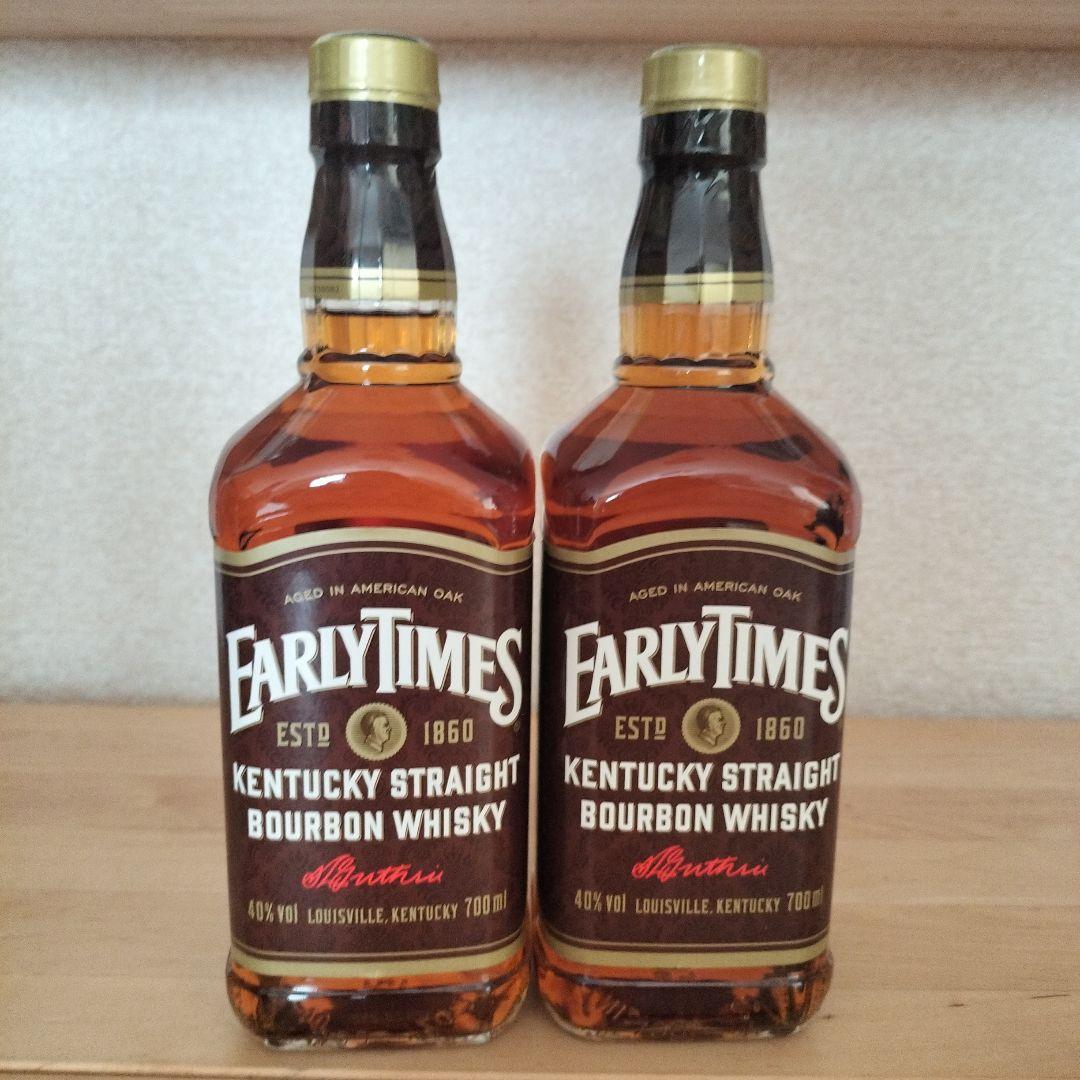 AGED IN AMERICAN OAK
EARLY TIMES
ESTD 1860
KENTUCKY STRAIGHT
BOURBON WHISKY
40% vol LOUISVILLE, KENTUCKY 700ml
AGED IN AMERICAN OAK
EARLY TIMES
ESTD 1860
KENTUCKY STRAIGHT
BOURBON WHISKY
40% vol LOUISVILLE, KENTUCKY 700ml